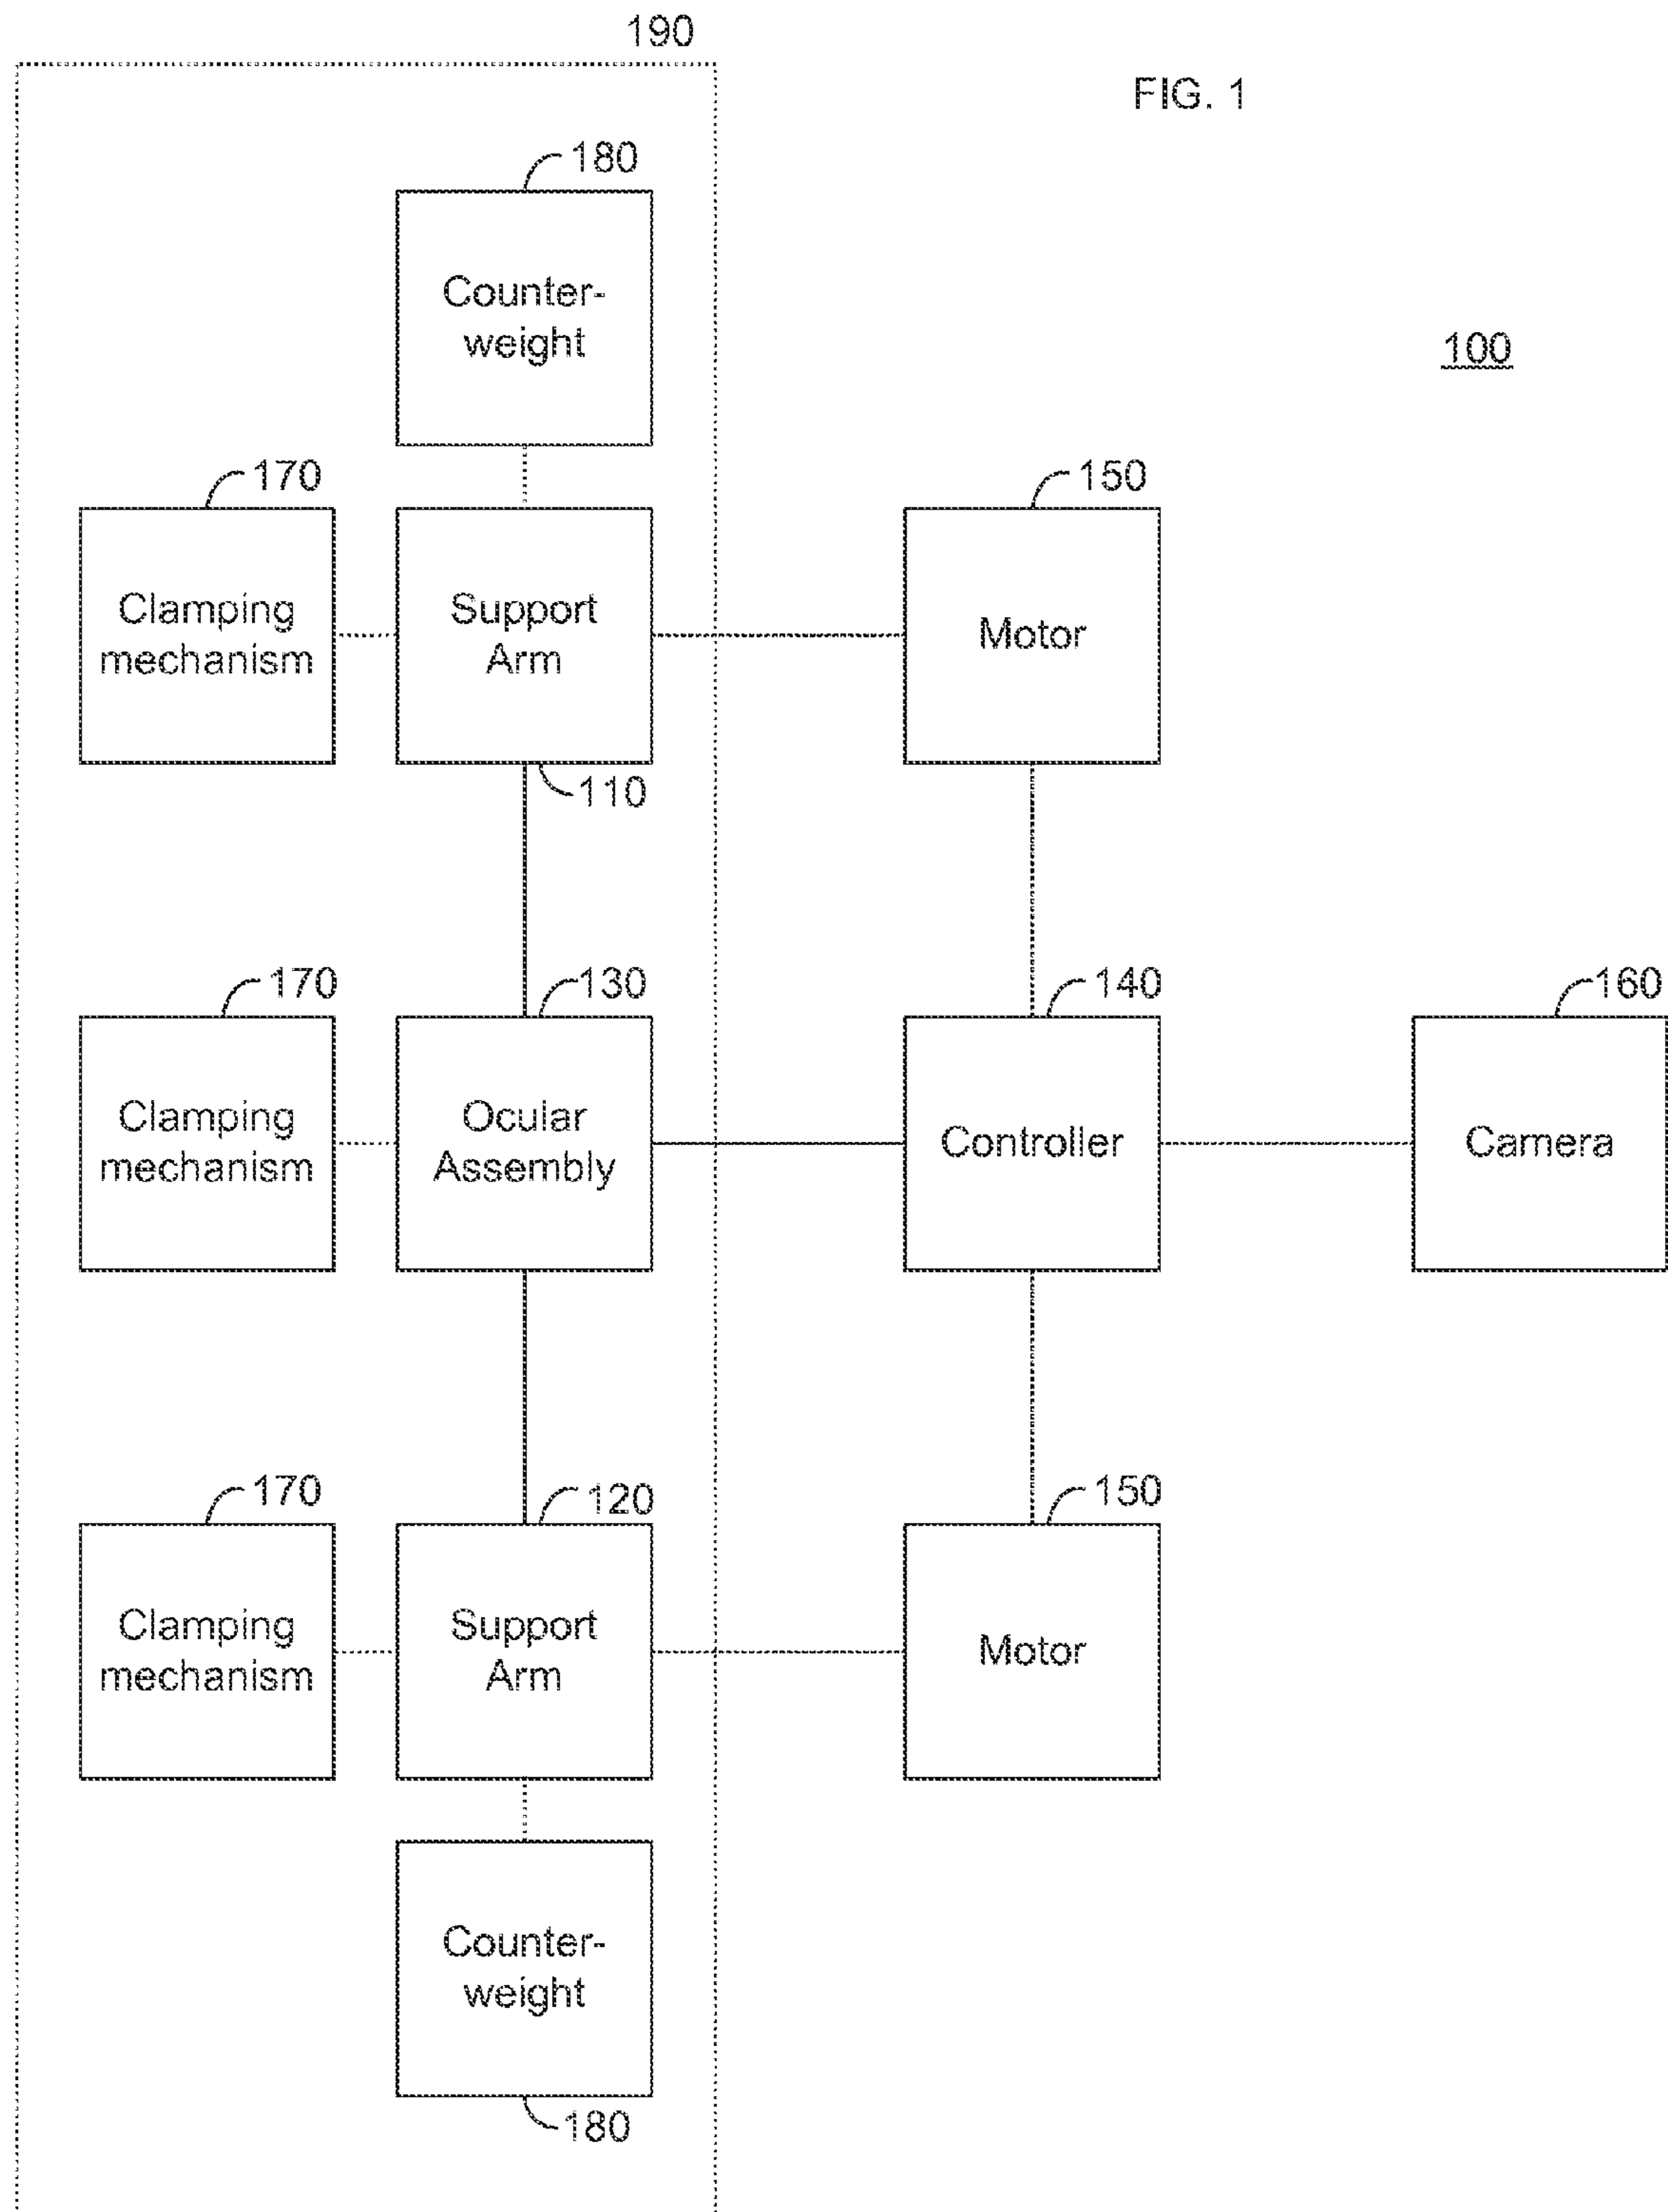 190
FIG. 1
180
Counter-
weight
100
170
150
Clamping
mechanism
Support
Arm
Motor
110
170
130
140
160
Clamping
mechanism
Ocular
Assembly
Controller
Camera
170
120
150
Clamping
mechanism
Support
Arm
Motor
Counter-
weight
180